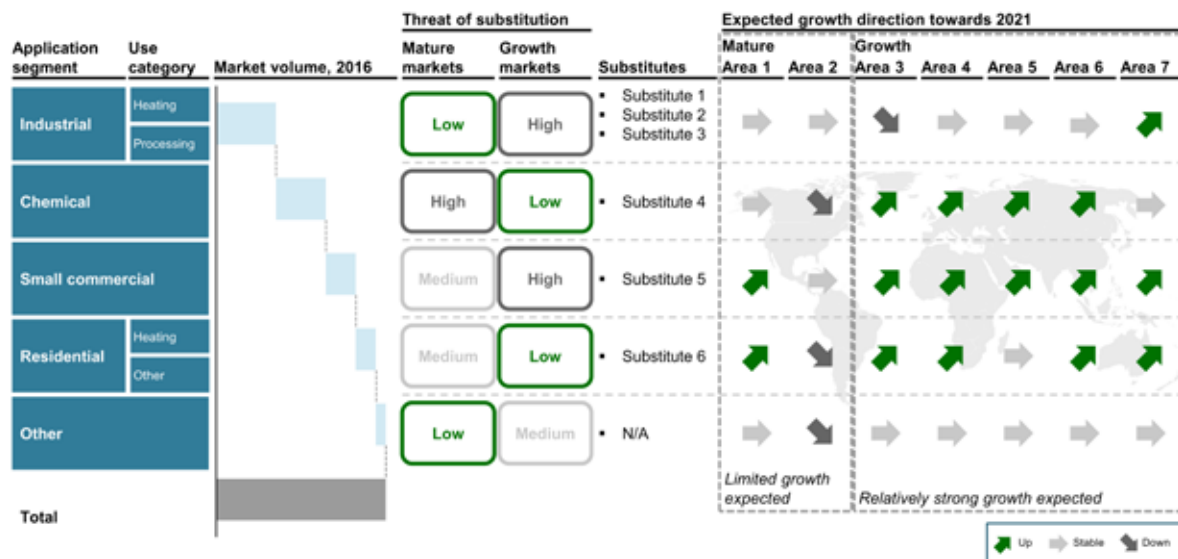 Threat of substitution
Expected growth direction towards 2021
Application segment
Use category
Market volume, 2016
Mature markets
Growth markets
Substitutes
Mature
Growth
Area 1
Area 2
Area 3
Area 4
Area 5
Area 6
Area 7
Industrial
Heating
Processing
Low
High
▪ Substitute 1
▪ Substitute 2
▪ Substitute 3
Chemical
High
Low
▪ Substitute 4
Small commercial
Medium
High
▪ Substitute 5
Residential
Heating
Other
Medium
Low
▪ Substitute 6
Other
Low
Medium
▪ N/A
Total
Limited growth
expected
Relatively strong growth expected
Up
Stable
Down